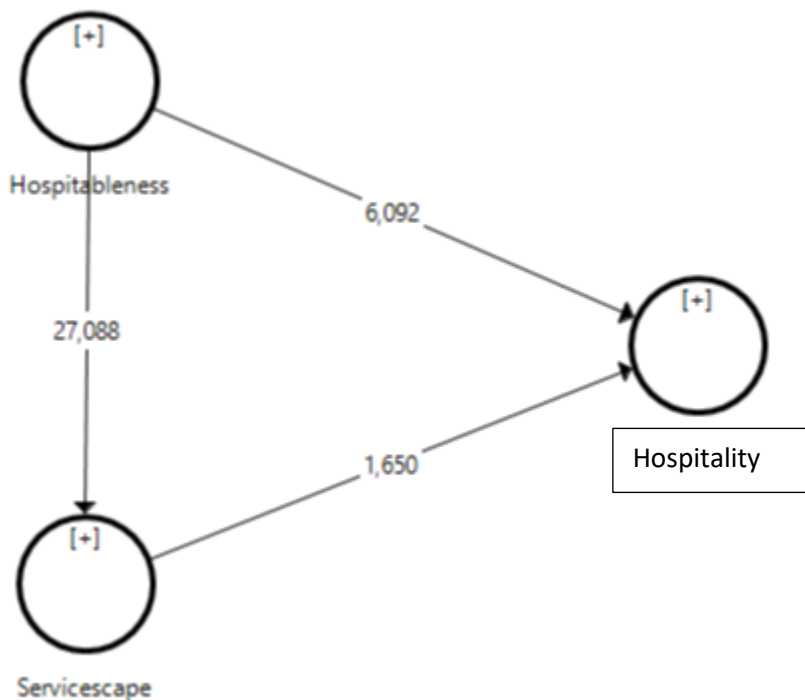 [+]
Hospitableness
6,092
[+]
27,088
Hospitality
1,650
[+]
Servicescape